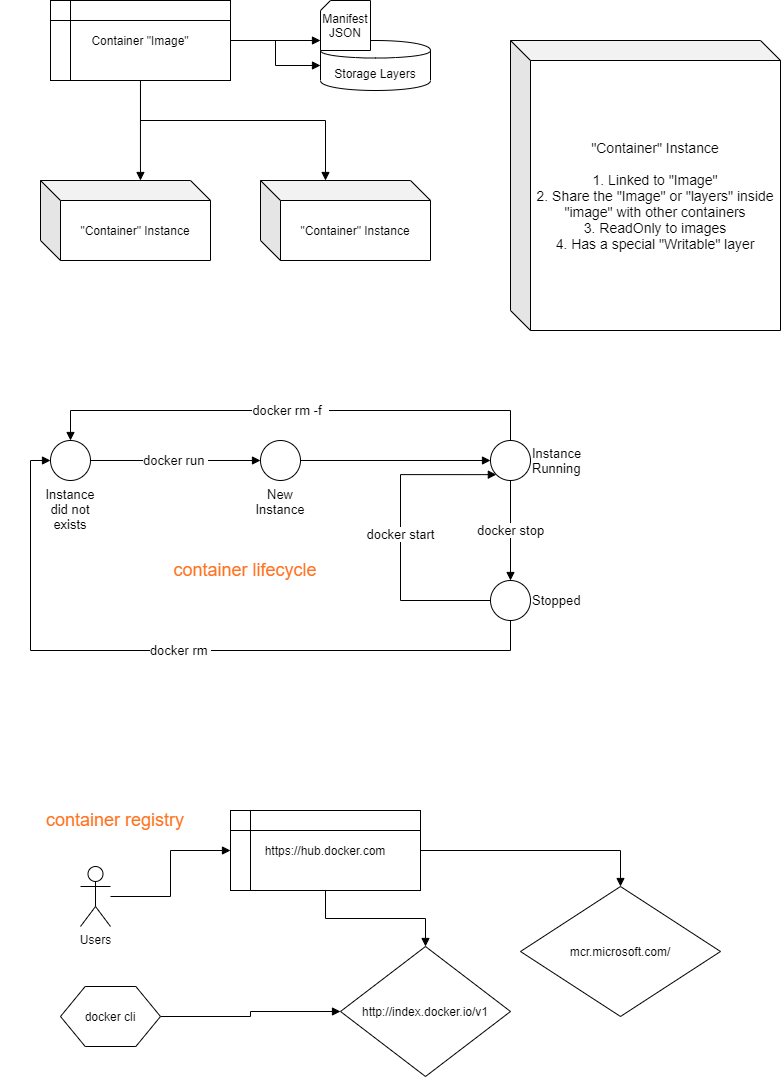 Container "Image"
Manifest
JSON
Storage Layers
"Container" Instance
"Container" Instance
"Container" Instance
1. Linked to "Image"
2. Share the "Image" or "layers" inside
"image" with other containers
3. ReadOnly to images
4. Has a special "Writable" layer
docker rm -f
docker run
Instance
did not
exists
New
Instance
Instance
Running
docker start
docker stop
container lifecycle
Stopped
docker rm
container registry
https://hub.docker.com
Users
mcr.microsoft.com/
docker cli
http://index.docker.io/v1